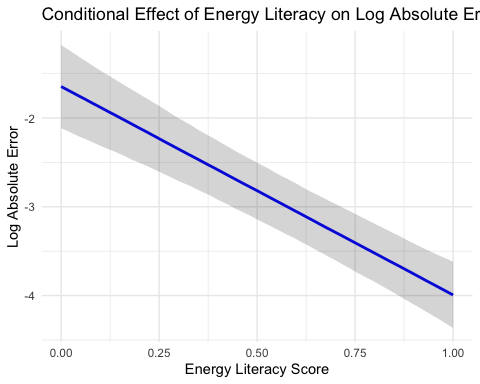 Conditional Effect of Energy Literacy on Log Absolute Er
Log Absolute Error
-2
-3
-4
0.00 0.25 0.50 0.75 1.00
Energy Literacy Score